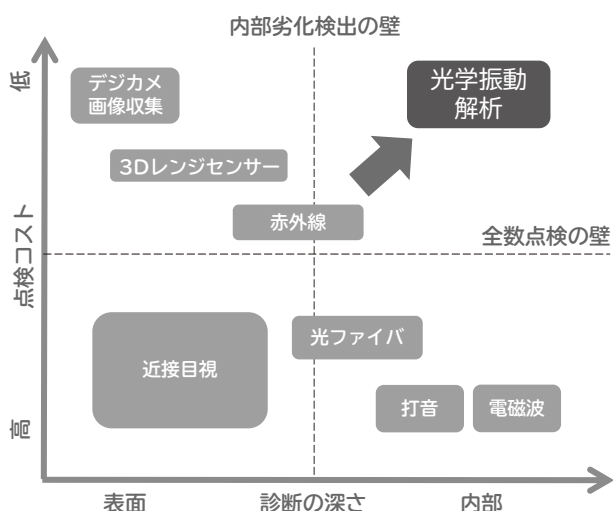 内部劣化検出の壁
低
デジカメ
画像収集
光学振動
解析
3Dレンジセンサー
赤外線
点検コスト
全数点検の壁
光ファイバ
近接目視
打音
電磁波
高
表面
診断の深さ
内部